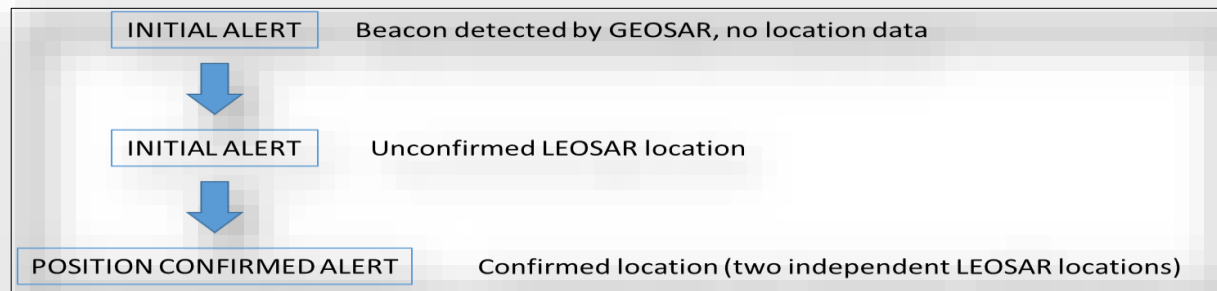 INITIAL ALERT Beacon detected by GEOSAR, no location data
INITIAL ALERT Unconfirmed LEOSAR location
POSITION CONFIRMED ALERT Confirmed location (two independent LEOSAR locations)